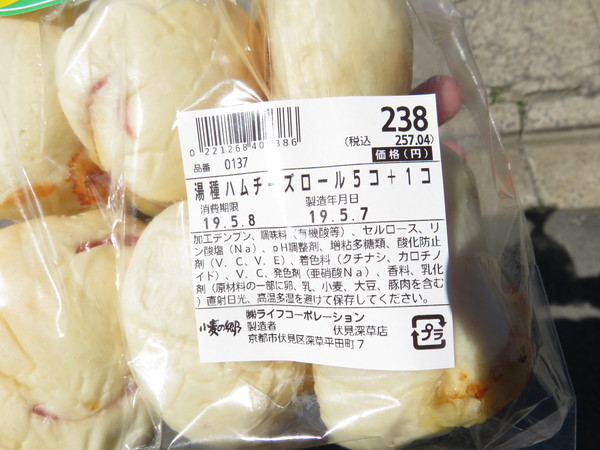 238
0 221268 40 386
(税込 257.04)
品番 0137
価格(円)
湯種ハムチーズロール5コ+1コ
消費期限 製造年月日
19.5.8 19.5.7
加工デンプン、調味料(有機酸等)、セルロース、リ
ン酸塩(Na)、pH調整剤、増粘多糖類、酸化防止
剤(V.C,V.E)、着色料(クチナシ、カロチノ
イド)、V.C、発色剤(亜硝酸Na)、香料、乳化
剤(原材料の一部に卵、乳、小麦、大豆、豚肉を含む)
直射日光、高温多湿を避けて保存してください。
小麦の郷
㈱ライフコーポレーション
製造者 伏見深草店
京都市伏見区深草平田町7
プラ